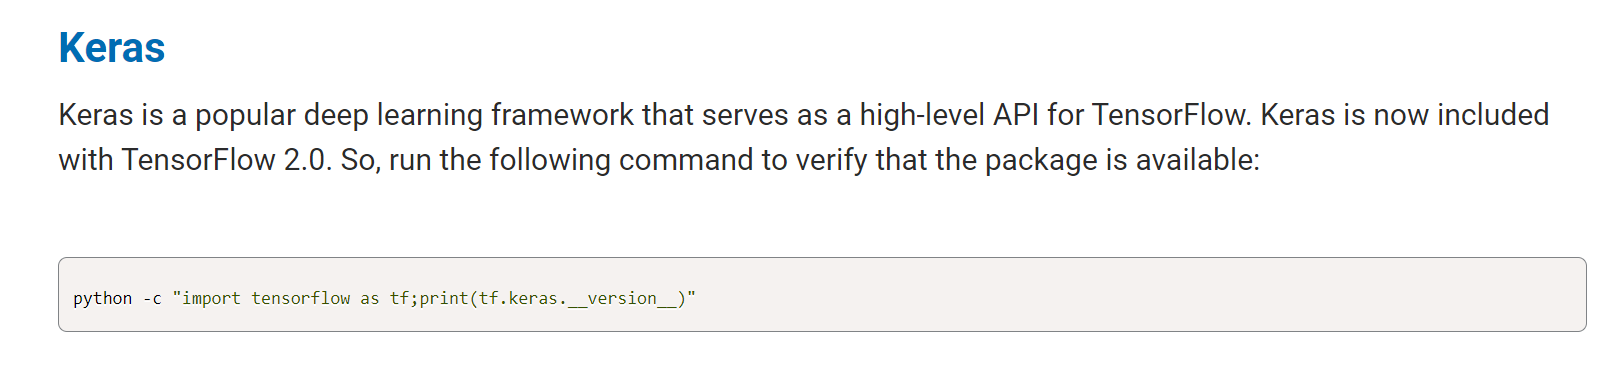 Keras
Keras is a popular deep learning framework that serves as a high-level API for TensorFlow. Keras is now included
with TensorFlow 2.0. So, run the following command to verify that the package is available:
python -c "import tensorflow as tf;print(tf.keras.__version__)"